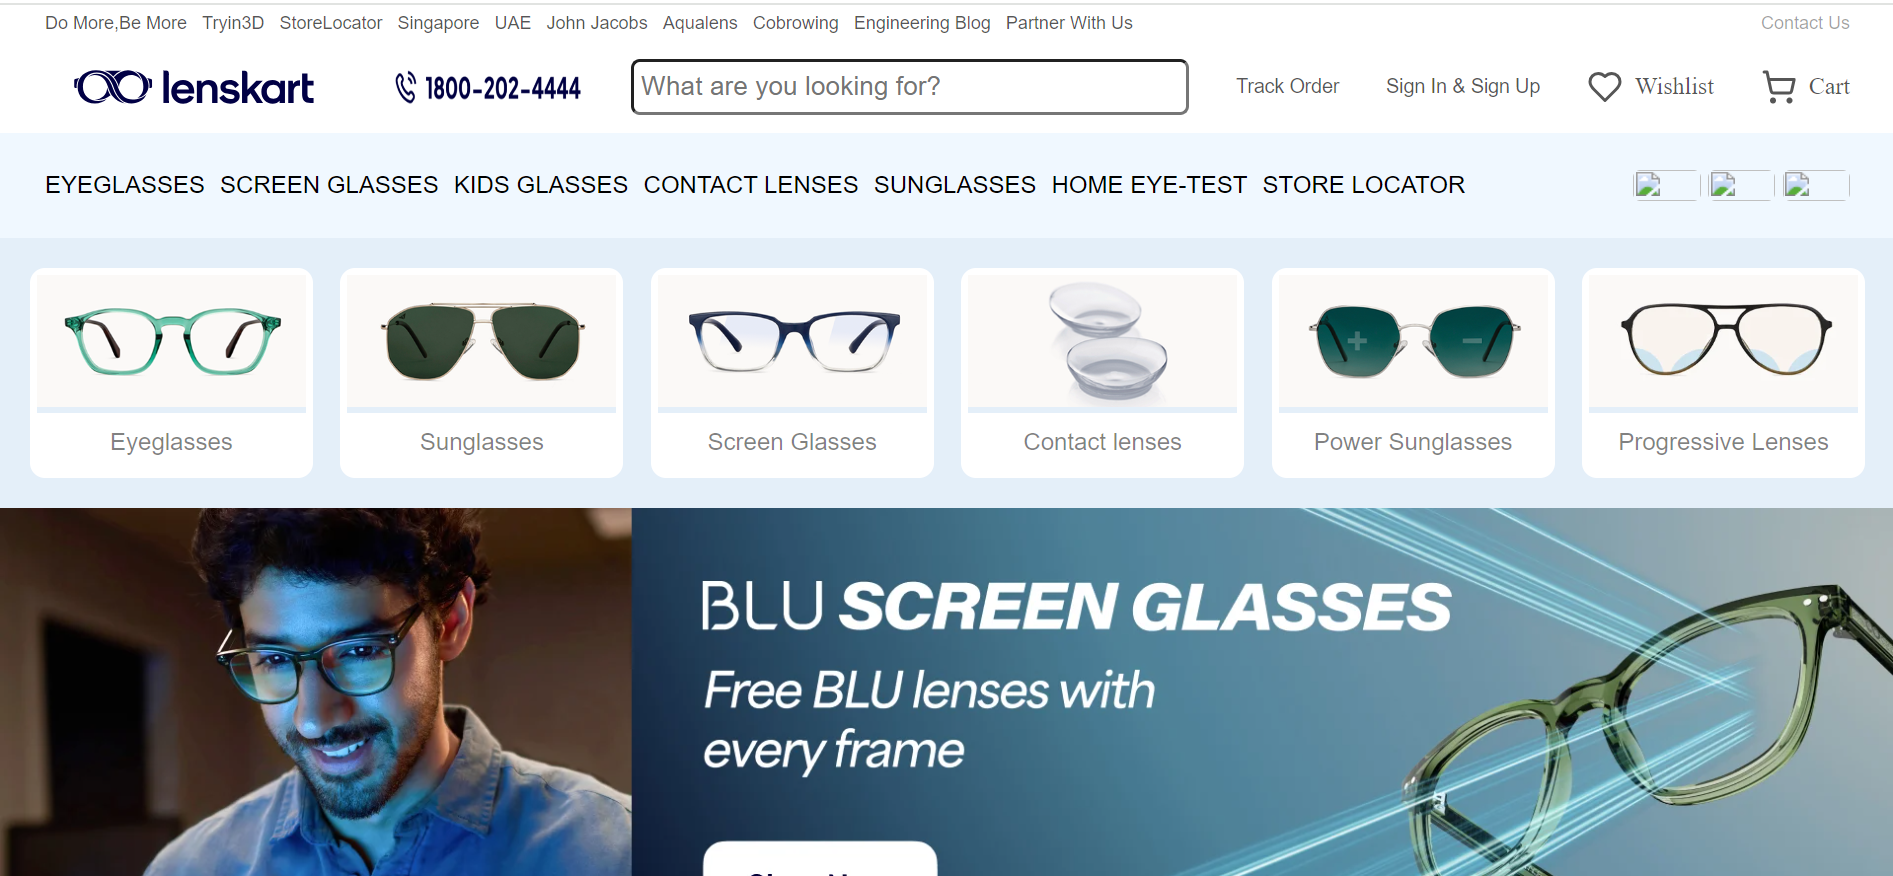 Do More,Be More Tryin3D StoreLocator Singapore UAE John Jacobs Aqualens Cobrowing Engineering Blog Partner With Us Contact Us
lenskart 1800-202-4444 What are you looking for? Track Order Sign In & Sign Up Wishlist Cart
EYEGLASSES SCREEN GLASSES KIDS GLASSES CONTACT LENSES SUNGLASSES HOME EYE-TEST STORE LOCATOR
Eyeglasses Sunglasses Screen Glasses Contact lenses Power Sunglasses Progressive Lenses
BLU SCREEN GLASSES
Free BLU lenses with
every frame